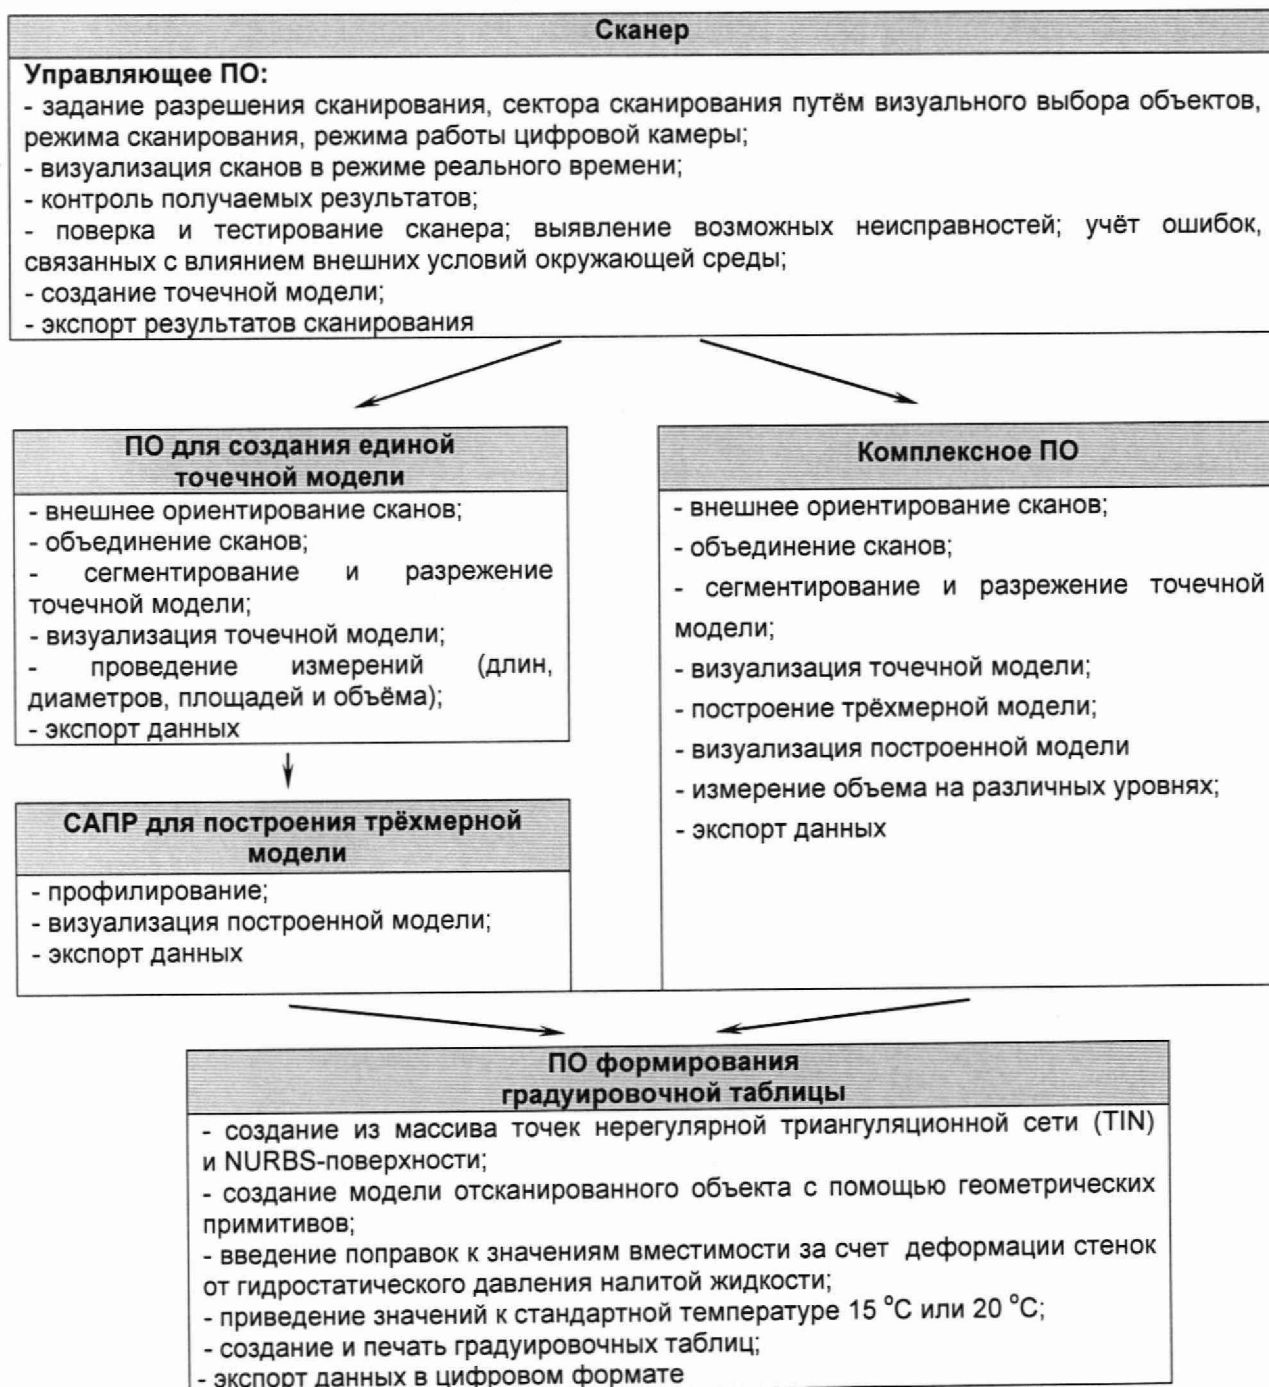 Сканер
Управляющее ПО:
- задание разрешения сканирования, сектора сканирования путём визуального выбора объектов,
режима сканирования, режима работы цифровой камеры;
- визуализация сканов в режиме реального времени;
- контроль получаемых результатов;
- поверка и тестирование сканера; выявление возможных неисправностей; учёт ошибок,
связанных с влиянием внешних условий окружающей среды;
- создание точечной модели;
- экспорт результатов сканирования
ПО для создания единой
точечной модели
- внешнее ориентирование сканов;
- объединение сканов;
- сегментирование и разрежение
точечной модели;
- визуализация точечной модели;
- проведение измерений (длин,
диаметров, площадей и объёма);
- экспорт данных
САПР для построения трёхмерной
модели
- профилирование;
- визуализация построенной модели;
- экспорт данных
Комплексное ПО
- внешнее ориентирование сканов;
- объединение сканов;
- сегментирование и разрежение точечной
модели;
- визуализация точечной модели;
- построение трёхмерной модели;
- визуализация построенной модели
- измерение объема на различных уровнях;
- экспорт данных
ПО формирования
градуировочной таблицы
- создание из массива точек нерегулярной триангуляционной сети (TIN)
и NURBS-поверхности;
- создание модели отсканированного объекта с помощью геометрических
примитивов;
- введение поправок к значениям вместимости за счет деформации стенок
от гидростатического давления налитой жидкости;
- приведение значений к стандартной температуре 15 °С или 20 °С;
- создание и печать градуировочных таблиц;
- экспорт данных в цифровом формате